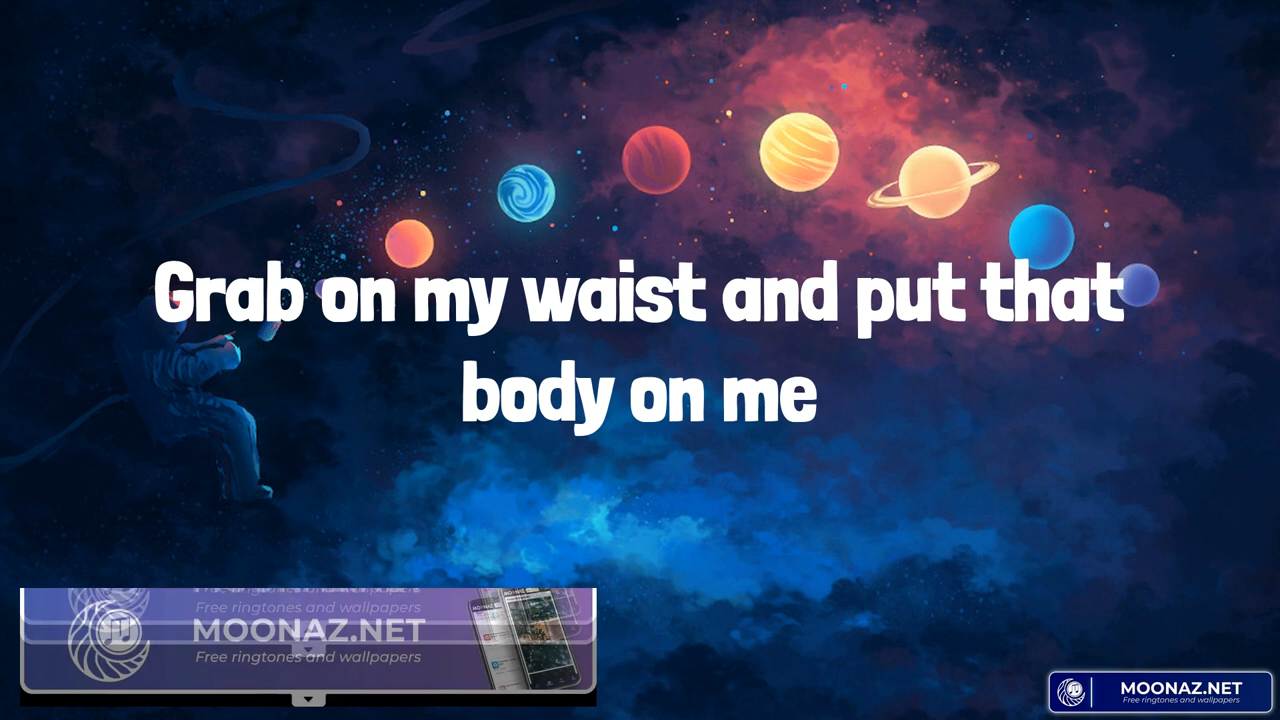 Grab on my waist and put that
body on me
Free ringtones and wallpapers
MOONAZ.NET
Free ringtones and wallpapers
MOONAZ.NET
Free ringtones and wallpapers